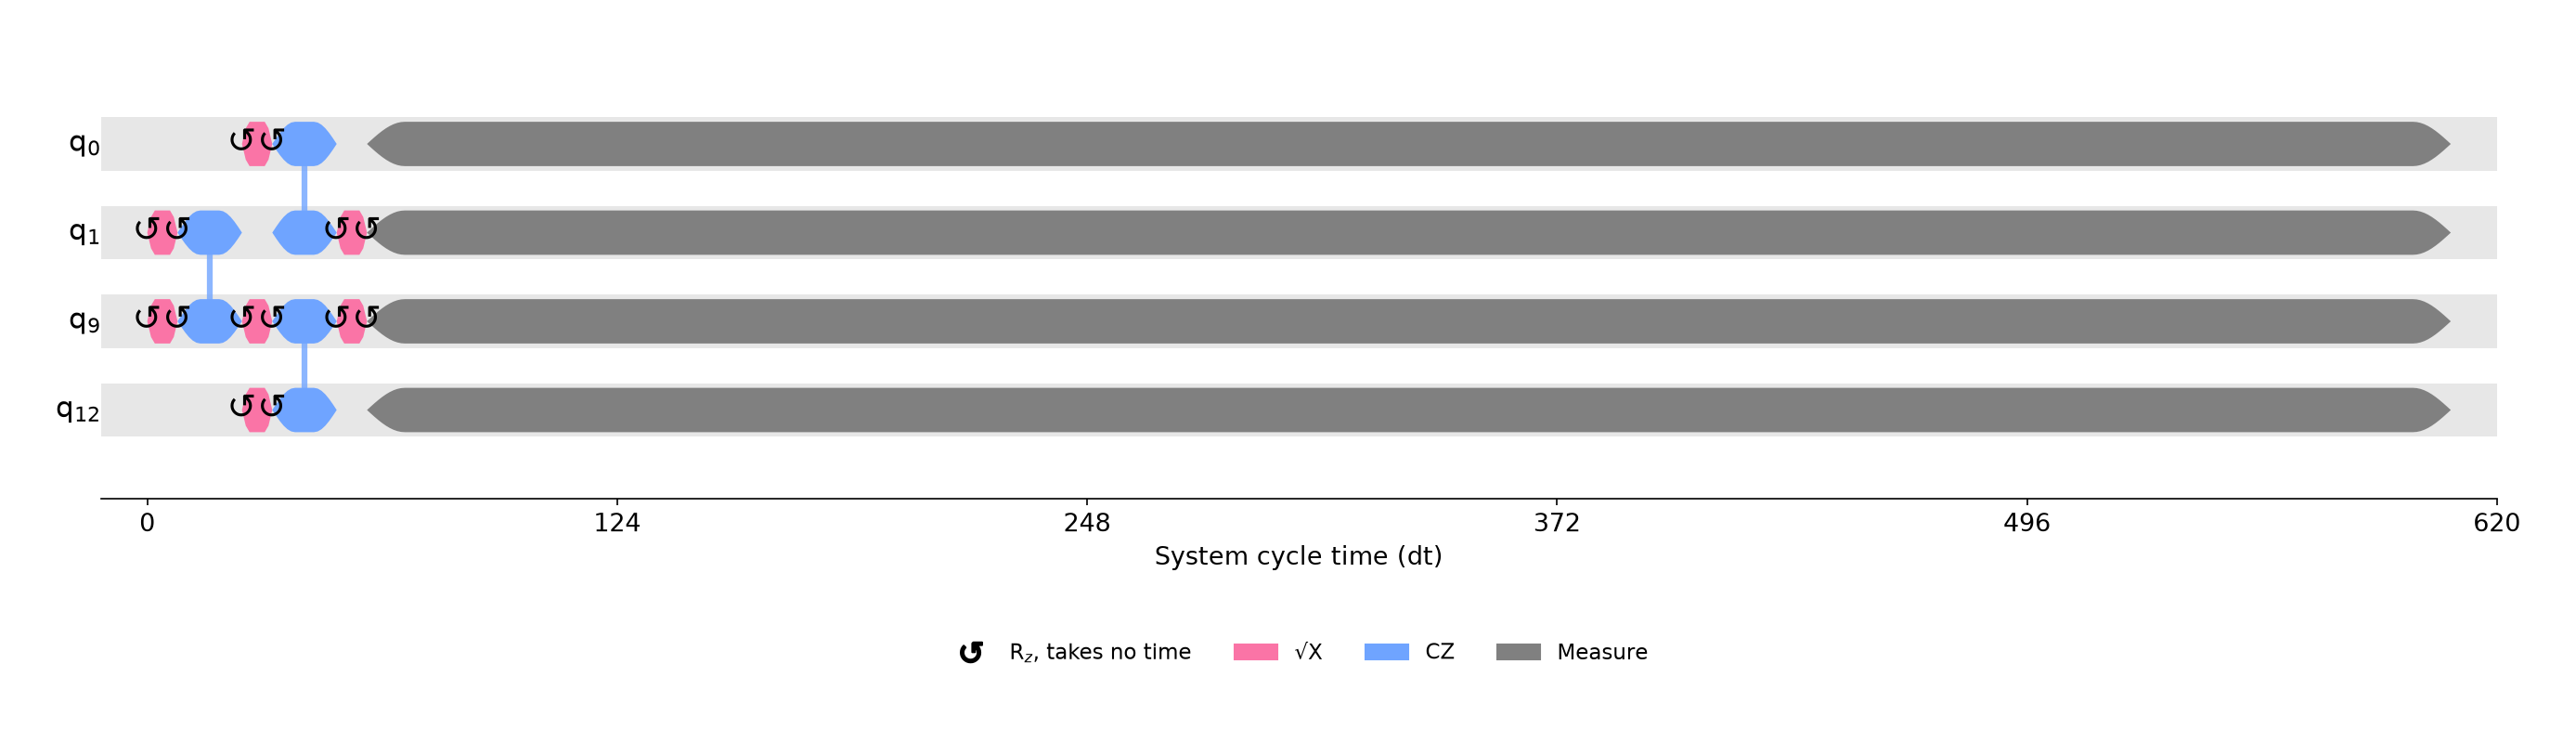 q₀
q₁
q₉
q₁₂
0 124 248 372 496 620
System cycle time (dt)
R_z, takes no time √X CZ Measure